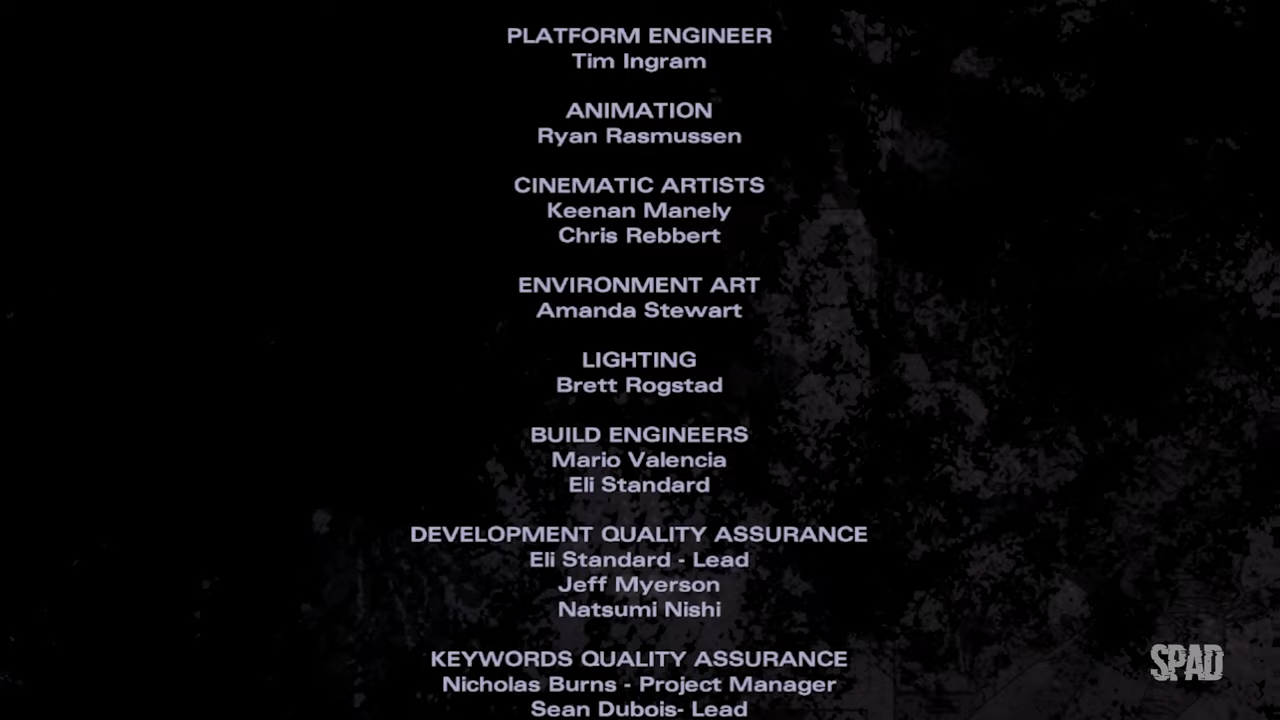 PLATFORM ENGINEER
Tim Ingram
ANIMATION
Ryan Rasmussen
CINEMATIC ARTISTS
Keenan Manely
Chris Rebbert
ENVIRONMENT ART
Amanda Stewart
LIGHTING
Brett Rogstad
BUILD ENGINEERS
Mario Valencia
Eli Standard
DEVELOPMENT QUALITY ASSURANCE
Eli Standard - Lead
Jeff Myerson
Natsumi Nishi
KEYWORDS QUALITY ASSURANCE
Nicholas Burns - Project Manager
Sean Dubois- Lead
SPAD